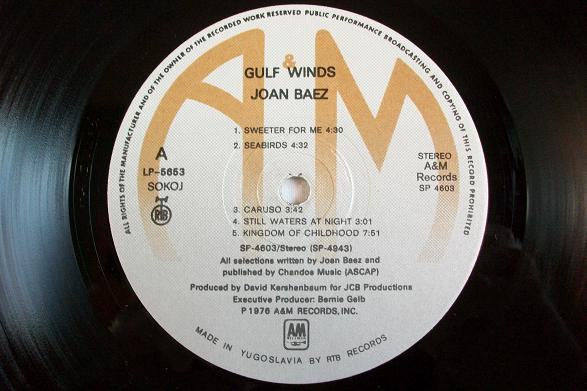 ALL RIGHTS OF THE MANUFACTURER AND OF THE OWNER OF THE RECORDED WORK RESERVED PUBLIC PERFORMANCE BROADCASTING AND COPYING OF THIS RECORD PROHIBITED
A&M
GULF WINDS
JOAN BAEZ
1. SWEETER FOR ME 4:30
2. SEABIRDS 4:32
A
LP-5653
SOKOJ
RTB
STEREO
A&M
Records
SP 4603
3. CARUSO 3:42
4. STILL WATERS AT NIGHT 3:01
5. KINGDOM OF CHILDHOOD 7:51
SP-4603/Stereo (SP-4943)
All selections written by Joan Baez and
published by Chandos Music (ASCAP)
Produced by David Kershenbaum for JCB Productions
Executive Producer: Bernie Gelb
P 1976 A&M RECORDS, INC.
AM
RECORDS
MADE IN YUGOSLAVIA BY RTB RECORDS